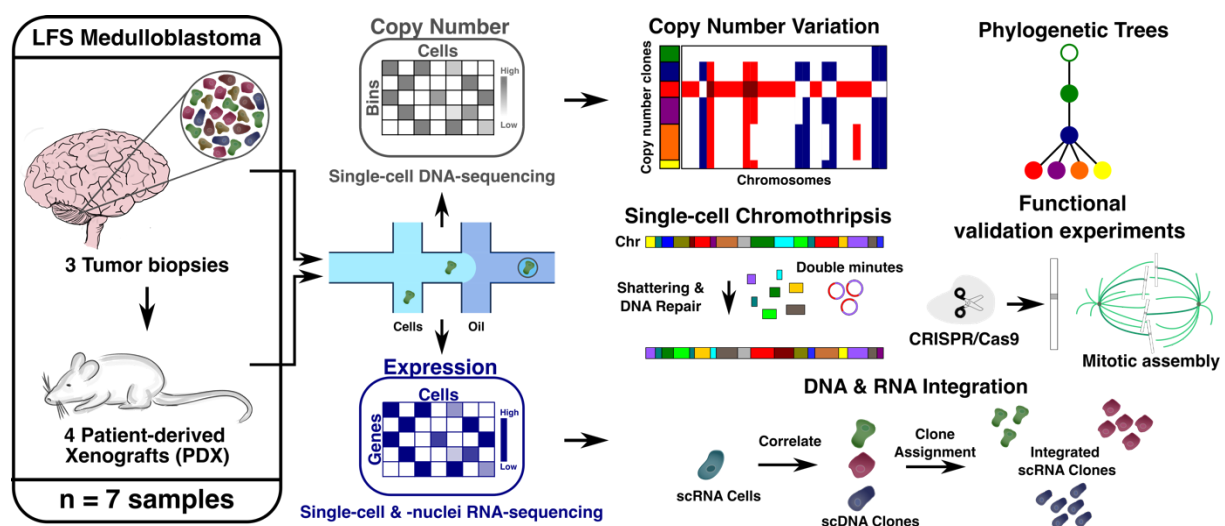 LFS Medulloblastoma
3 Tumor biopsies
4 Patient-derived
Xenografts (PDX)
n = 7 samples
Copy Number
Cells
Bins
High
Low
Single-cell DNA-sequencing
Cells
Oil
Expression
Cells
Genes
High
Low
Single-cell & -nuclei RNA-sequencing
Copy Number Variation
Copy number clones
Chromosomes
Phylogenetic Trees
Single-cell Chromothripsis
Chr
Shattering &
DNA Repair
Double minutes
Functional
validation experiments
CRISPR/Cas9
Mitotic assembly
DNA & RNA Integration
scRNA Cells
Correlate
scDNA Clones
Clone
Assignment
Integrated
scRNA Clones